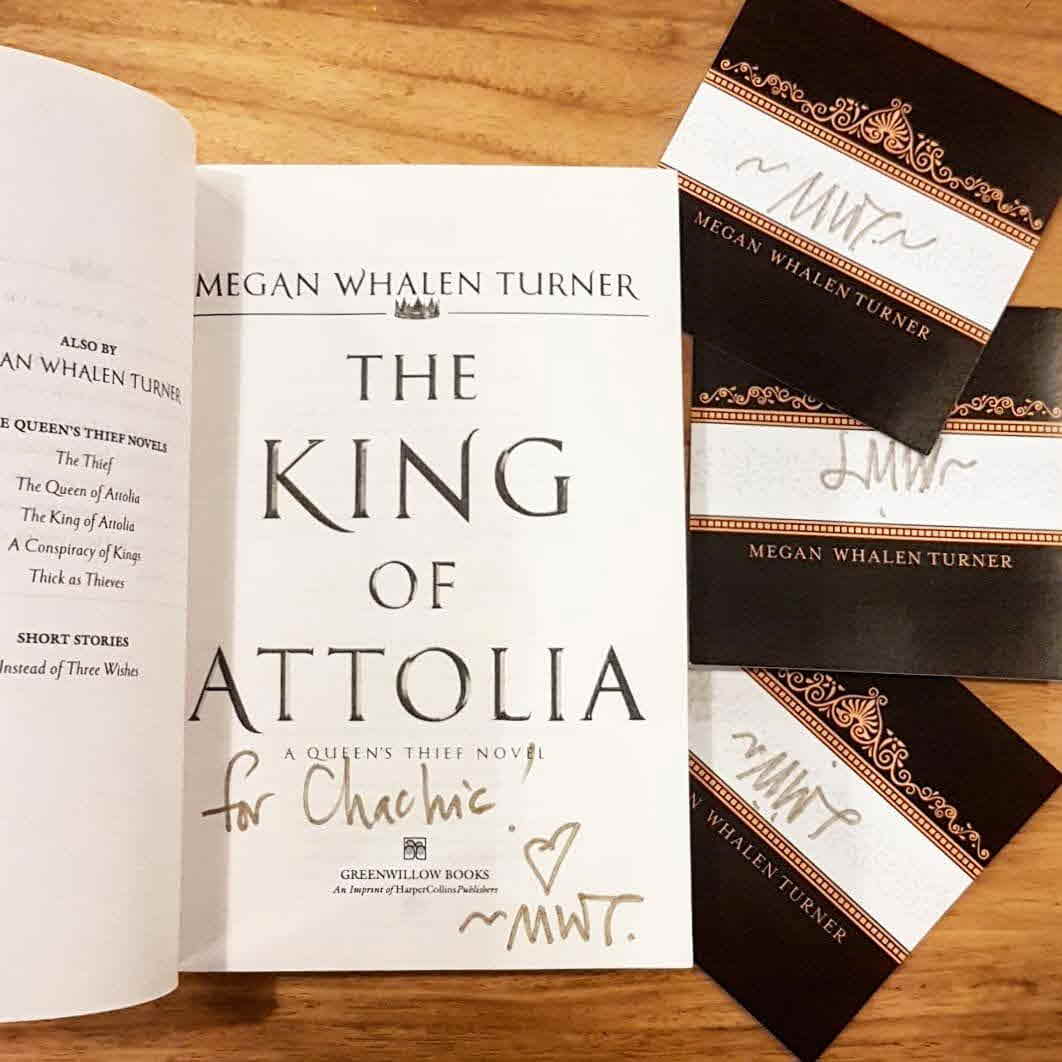 ALSO BY
AN WHALEN TURNER
E QUEEN'S THIEF NOVELS
The Thief
The Queen of Attolia
The King of Attolia
A Conspiracy of Kings
Thick as Thieves
SHORT STORIES
Instead of Three Wishes
MEGAN WHALEN TURNER
THE
KING
OF
ATTOLIA
A QUEEN'S THIEF NOVEL
for Chachic!
GREENWILLOW BOOKS
An Imprint of HarperCollinsPublishers
~MWT.
~MWT.~
MEGAN WHALEN TURNER
MEGAN WHALEN TURNER
~MWT
N WHALEN TURNER